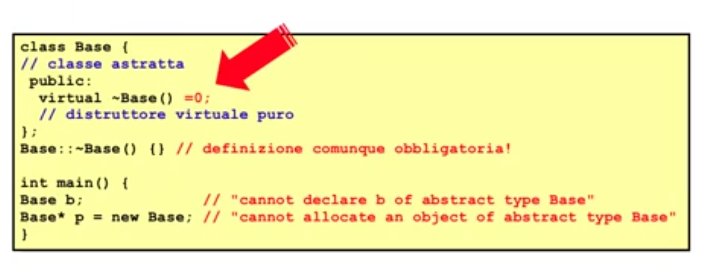 class Base {
// classe astratta
public:
virtual ~Base() =0;
// distruttore virtuale puro
};
Base::~Base() {} // definizione comunque obbligatoria!
int main() {
Base b; // "cannot declare b of abstract type Base"
Base* p = new Base; // "cannot allocate an object of abstract type Base"
}